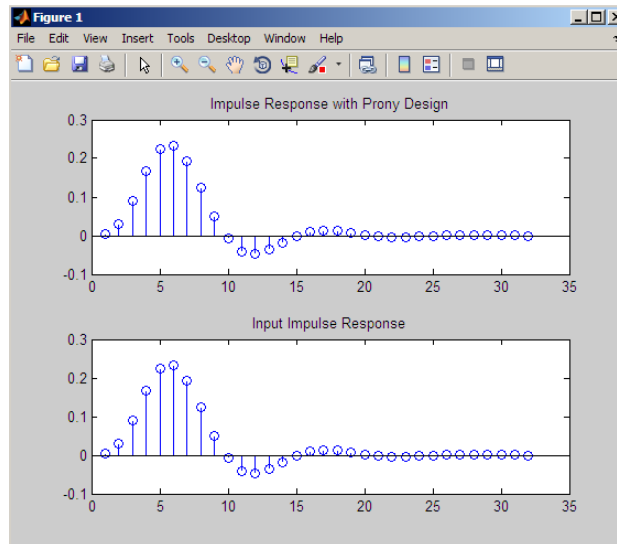 Figure 1
File Edit View Insert Tools Desktop Window Help
Impulse Response with Prony Design
0.3
0.2
0.1
0
-0.1
0 5 10 15 20 25 30 35
Input Impulse Response
0.3
0.2
0.1
0
-0.1
0 5 10 15 20 25 30 35